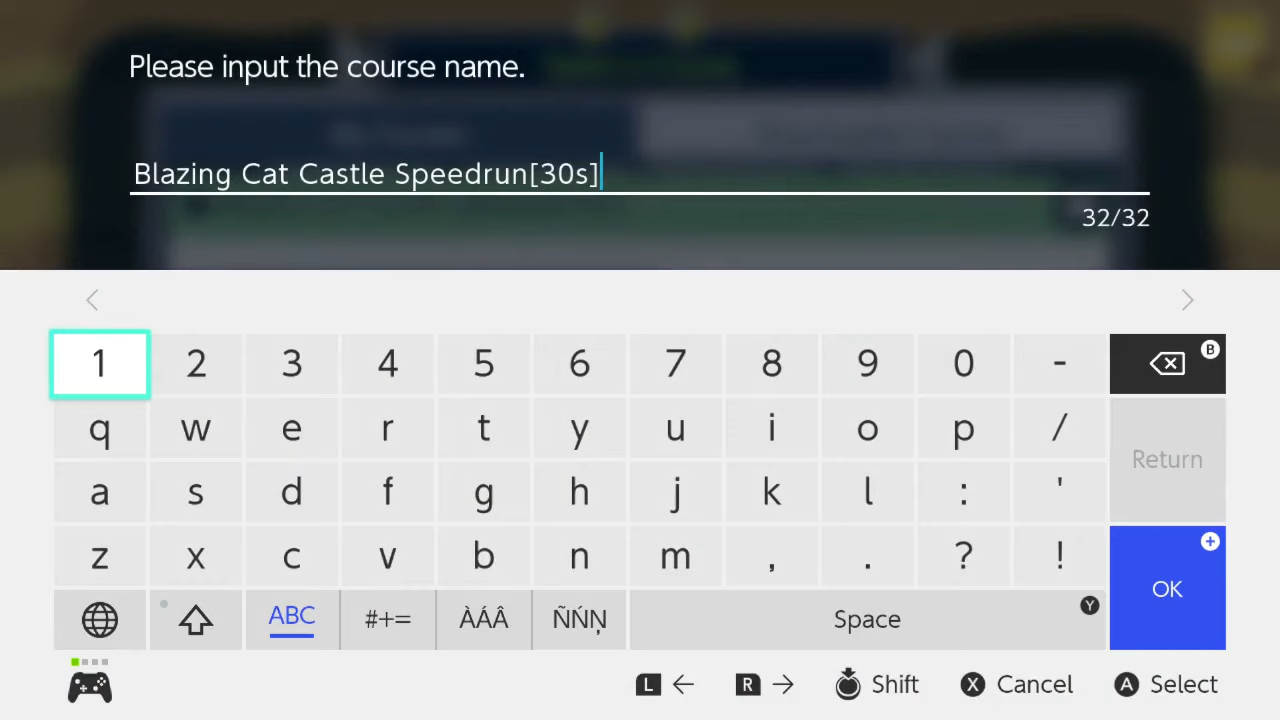 Please input the course name.
Blazing Cat Castle Speedrun[30s]
32/32
1 2 3 4 5 6 7 8 9 0 - B
q w e r t y u i o p / Return
a s d f g h j k l : '
z x c v b n m , . ? ! + OK
ABC #+= ÀÁÂ ÑŃŅ Space Y
L ← R → Shift X Cancel A Select